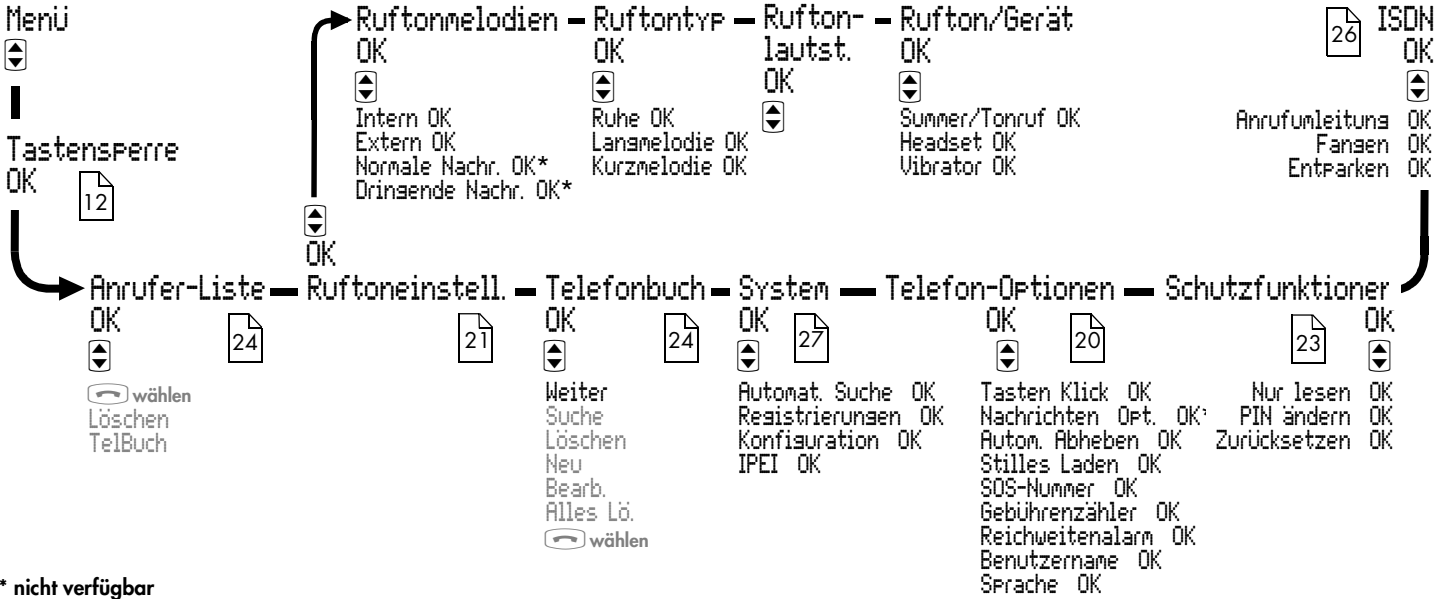 Menü
Tastensperre
OK
12
Ruftonmelodien
OK
Intern OK
Extern OK
Normale Nachr. OK*
Dringende Nachr. OK*
Ruftontyp
OK
Ruhe OK
Langmelodie OK
Kurzmelodie OK
Rufton-
lautst.
OK
Rufton/Gerät
OK
Summer/Tonruf OK
Headset OK
Vibrator OK
26
ISDN
OK
Anrufumleitung OK
Fangen OK
Entparken OK
OK
Anrufer-Liste
OK
24
wählen
Löschen
TelBuch
Ruftoneinstell.
21
Telefonbuch
OK
24
Weiter
Suche
Löschen
Neu
Bearb.
Alles Lö.
wählen
System
OK
27
Automat. Suche OK
Registrierungen OK
Konfiguration OK
IPEI OK
Telefon-Optionen
OK
20
Tasten Klick OK
Nachrichten Opt. OK*
Autom. Abheben OK
Stilles Laden OK
SOS-Nummer OK
Gebührenzähler OK
Reichweitenalarm OK
Benutzername OK
Sprache OK
Schutzfunktioner
OK
23
Nur lesen OK
PIN ändern OK
Zurücksetzen OK
* nicht verfügbar